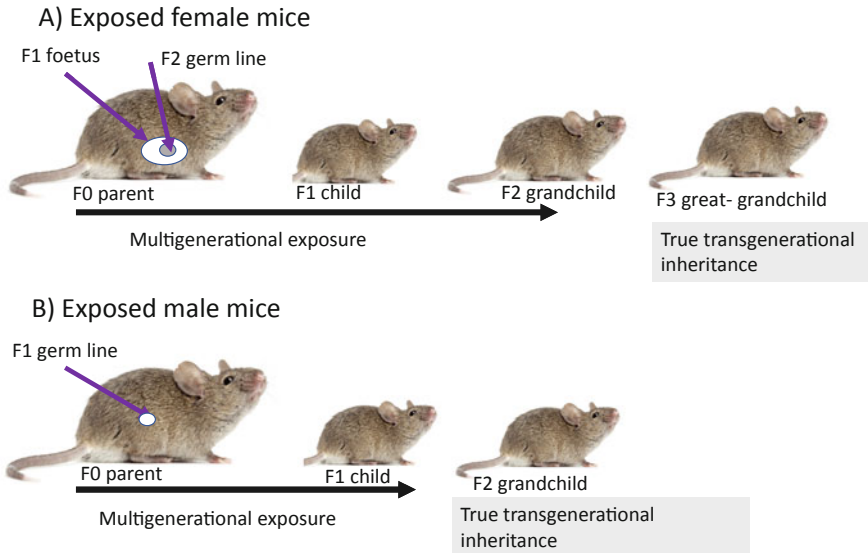 A) Exposed female mice
F1 foetus
F2 germ line
F0 parent
F1 child
F2 grandchild
F3 great- grandchild
Multigenerational exposure
True transgenerational
inheritance
B) Exposed male mice
F1 germ line
F0 parent
F1 child
F2 grandchild
Multigenerational exposure
True transgenerational
inheritance